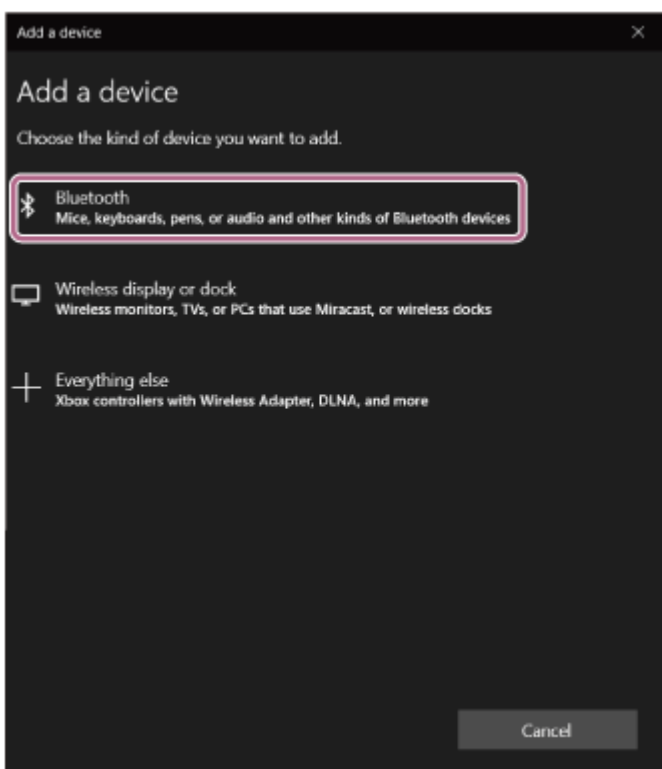 Add a device
Add a device
Choose the kind of device you want to add.
Bluetooth
Mice, keyboards, pens, or audio and other kinds of Bluetooth devices
Wireless display or dock
Wireless monitors, TVs, or PCs that use Miracast, or wireless docks
Everything else
Xbox controllers with Wireless Adapter, DLNA, and more
Cancel